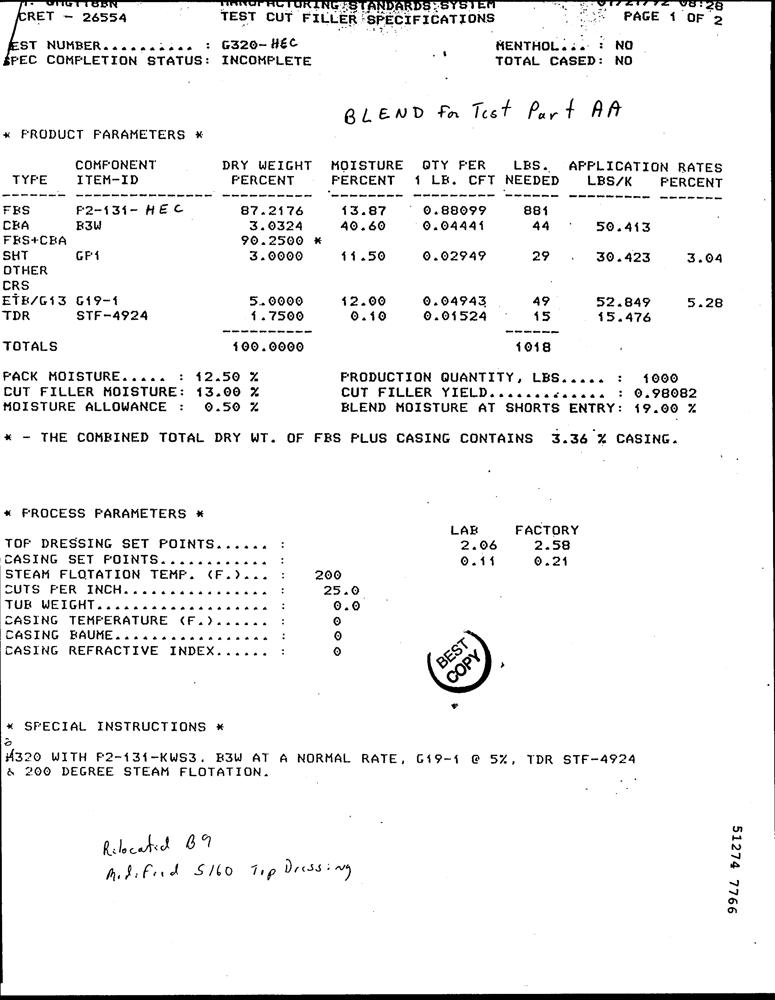 MANUFACTURING STANDARDS SYSTEM 08:28
CRET - 26554 TEST CUT FILLER SPECIFICATIONS PAGE 1 OF 2
EST NUMBER.......... : G320-HEC MENTHOL... : NO
SPEC COMPLETION STATUS: INCOMPLETE TOTAL CASED: NO
BLEND For Test Part AA
* PRODUCT PARAMETERS *
COMPONENT DRY WEIGHT MOISTURE QTY PER LBS. APPLICATION RATES
TYPE ITEM-ID PERCENT PERCENT 1 LB. CFT NEEDED LBS/K PERCENT
FBS P2-131-HEC 87.2176 13.87 0.88099 881
CBA B3W 3.0324 40.60 0.04441 44 50.413
FBS+CBA 90.2500 *
SHT GP1 3.0000 11.50 0.02949 29 30.423 3.04
OTHER
CRS
ETB/G13 G19-1 5.0000 12.00 0.04943 49 52.849 5.28
TDR STF-4924 1.7500 0.10 0.01524 15 15.476
TOTALS 100.0000 1018
PACK MOISTURE..... : 12.50 % PRODUCTION QUANTITY, LBS..... : 1000
CUT FILLER MOISTURE: 13.00 % CUT FILLER YIELD............. : 0.98082
MOISTURE ALLOWANCE : 0.50 % BLEND MOISTURE AT SHORTS ENTRY: 19.00 %
* - THE COMBINED TOTAL DRY WT. OF FBS PLUS CASING CONTAINS 3.36 % CASING.
* PROCESS PARAMETERS *
LAB FACTORY
TOP DRESSING SET POINTS...... : 2.06 2.58
CASING SET POINTS............ : 0.11 0.21
STEAM FLOTATION TEMP. (F.)... : 200
CUTS PER INCH................ : 25.0
TUB WEIGHT................... : 0.0
CASING TEMPERATURE (F.)...... : 0
CASING BAUME................. : 0
CASING REFRACTIVE INDEX...... : 0
BEST
COPY
* SPECIAL INSTRUCTIONS *
H320 WITH P2-131-KWS3. B3W AT A NORMAL RATE, G19-1 @ 5%, TDR STF-4924
& 200 DEGREE STEAM FLOTATION.
Rilocated B9
Modified S160 Top Dressing
51274 7766